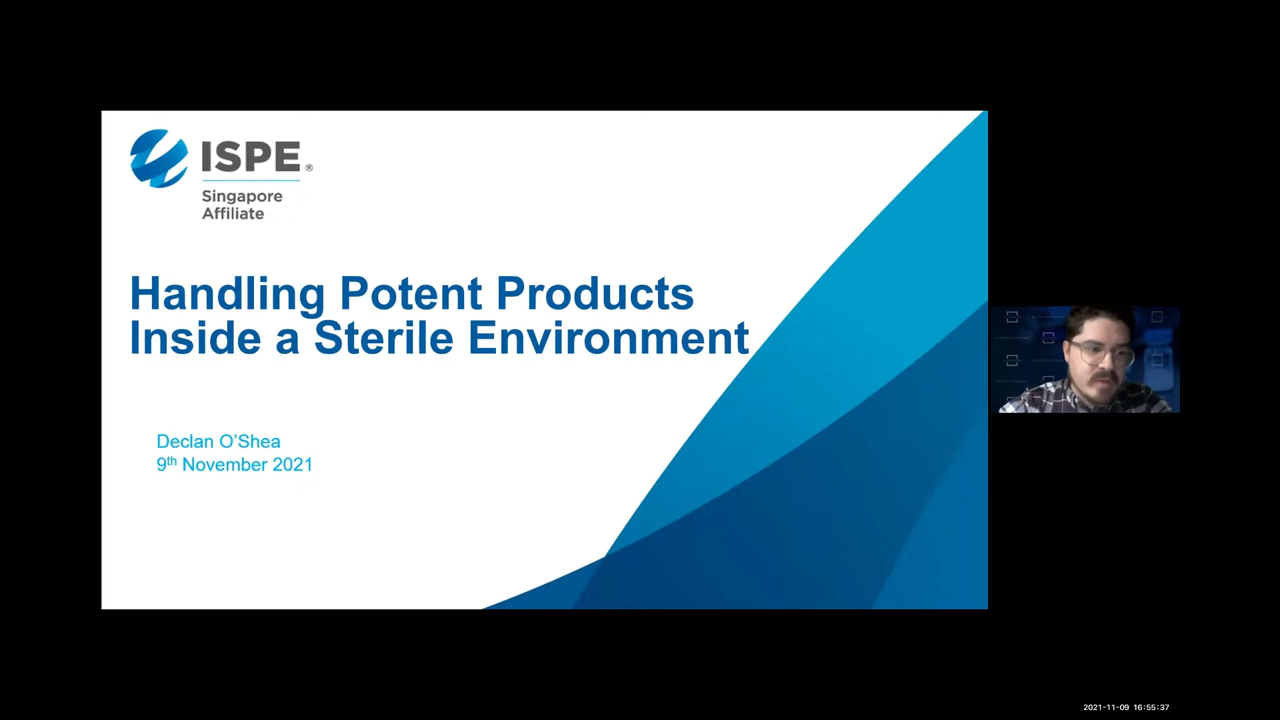 ISPE®
Singapore
Affiliate
Handling Potent Products
Inside a Sterile Environment
Declan O'Shea
9th November 2021
2021-11-09 16:55:37